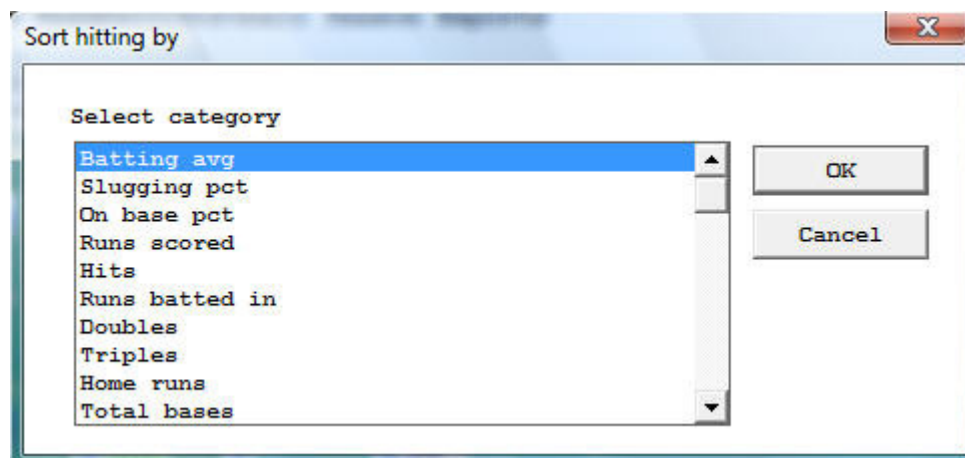 Sort hitting by
Select category
Batting avg
Slugging pct
On base pct
Runs scored
Hits
Runs batted in
Doubles
Triples
Home runs
Total bases
OK
Cancel